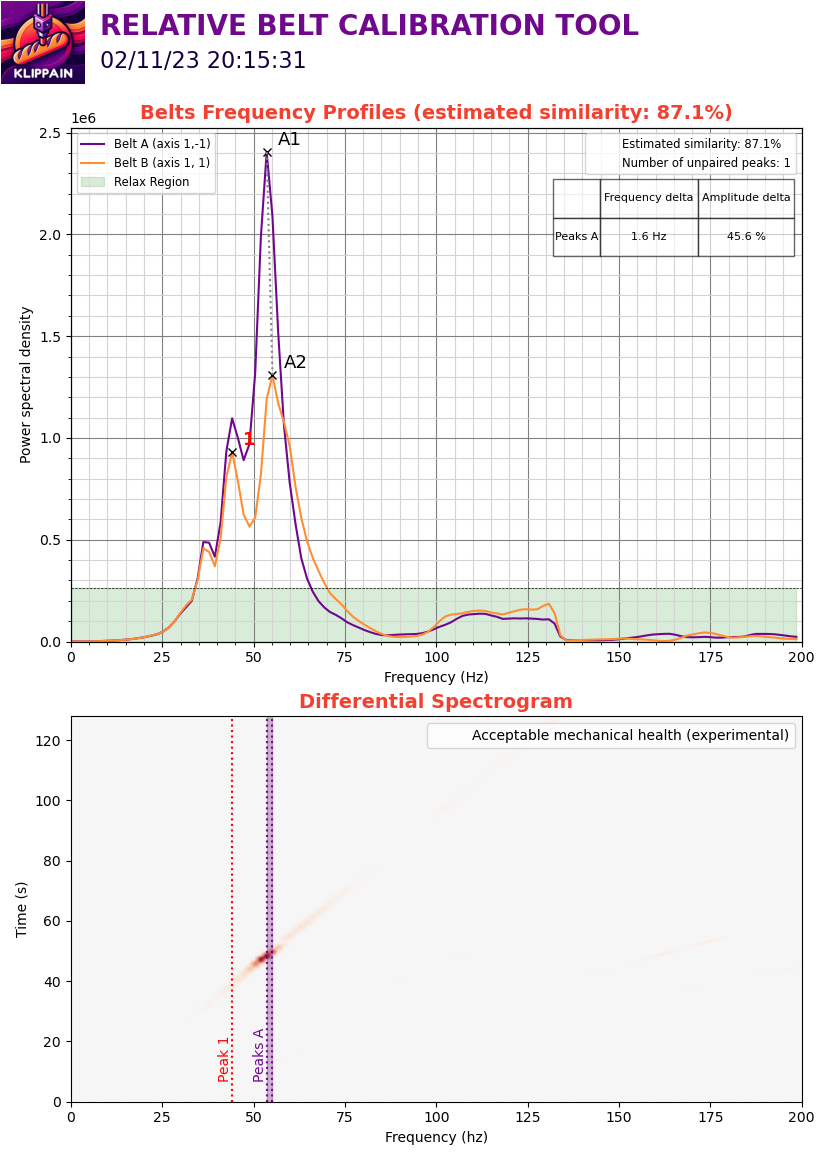 RELATIVE BELT CALIBRATION TOOL
KLIPPAIN
02/11/23 20:15:31
Belts Frequency Profiles (estimated similarity: 87.1%)
1e6
Belt A (axis 1,-1)
Belt B (axis 1, 1)
Relax Region
Estimated similarity: 87.1%
Number of unpaired peaks: 1
Frequency delta Amplitude delta
Peaks A 1.6 Hz 45.6 %
A1
A2
1
Power spectral density
2.5
2.0
1.5
1.0
0.5
0.0
0 25 50 75 100 125 150 175 200
Frequency (Hz)
Differential Spectrogram
Acceptable mechanical health (experimental)
Time (s)
120
100
80
60
40
20
0
Peak 1
Peaks A
0 25 50 75 100 125 150 175 200
Frequency (hz)